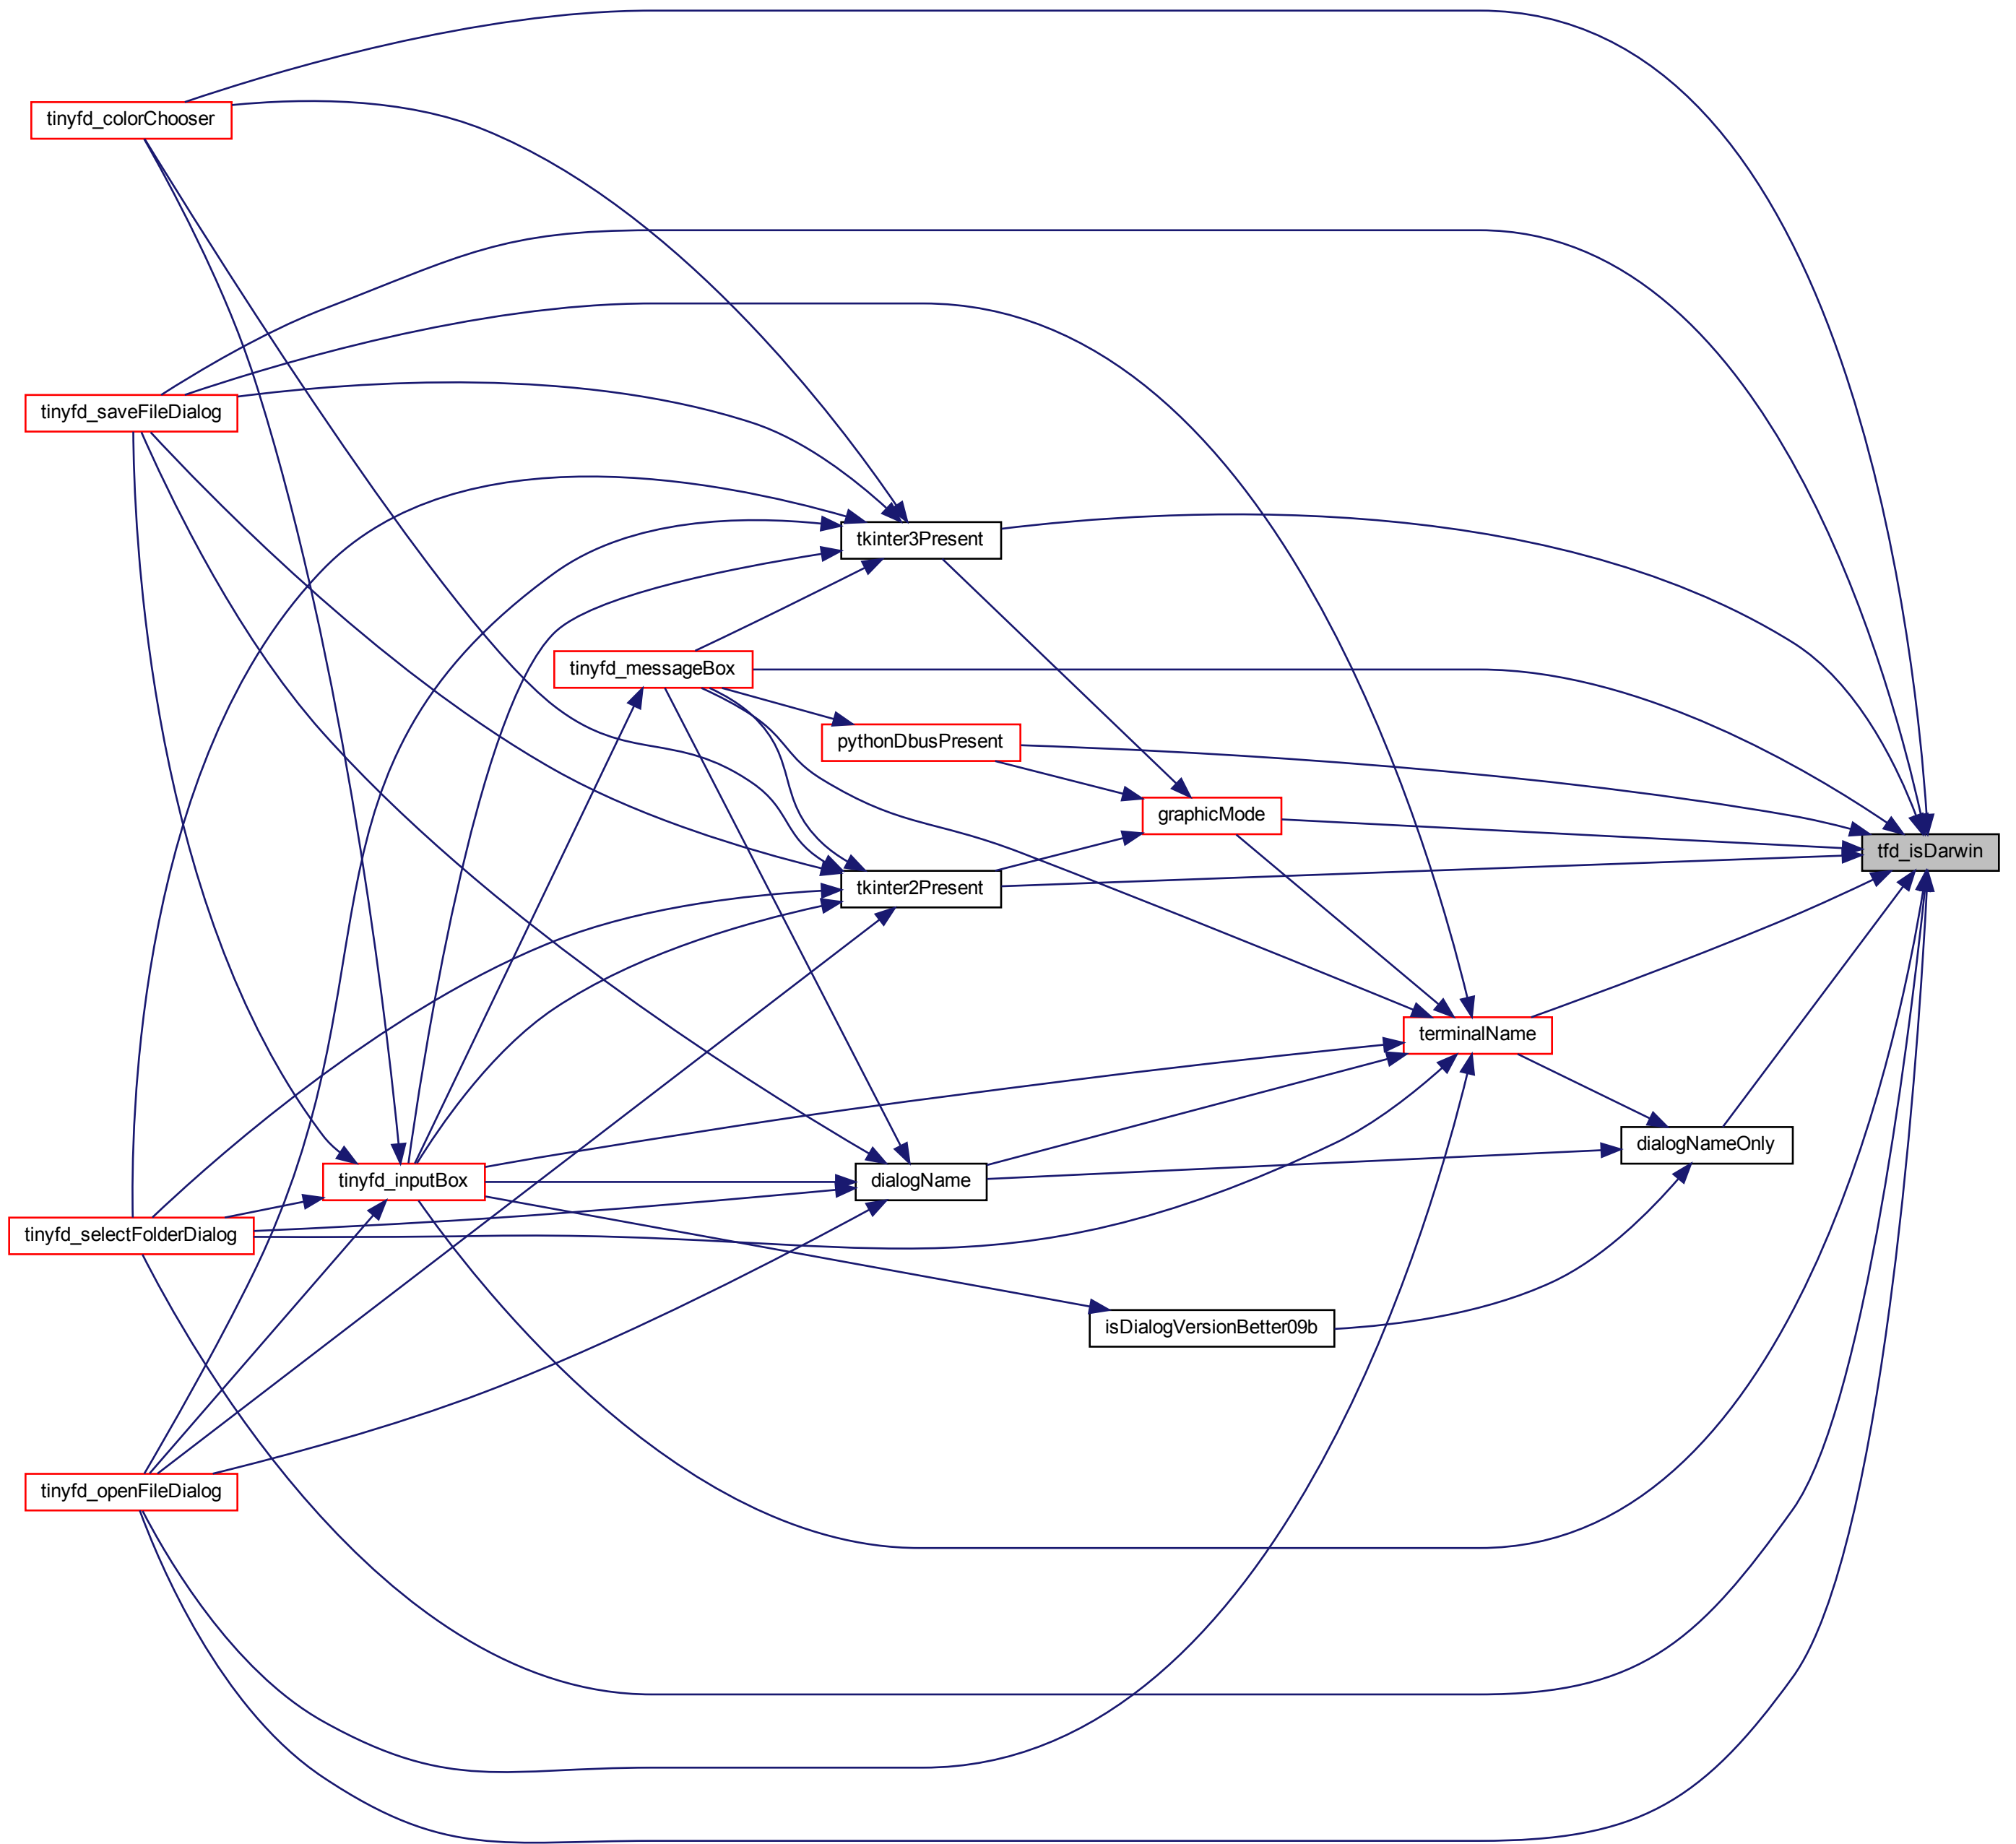 tinyfd_colorChooser
tinyfd_saveFileDialog
tkinter3Present
tinyfd_messageBox
pythonDbusPresent
graphicMode
tfd_isDarwin
tkinter2Present
terminalName
dialogNameOnly
tinyfd_inputBox
dialogName
tinyfd_selectFolderDialog
isDialogVersionBetter09b
tinyfd_openFileDialog